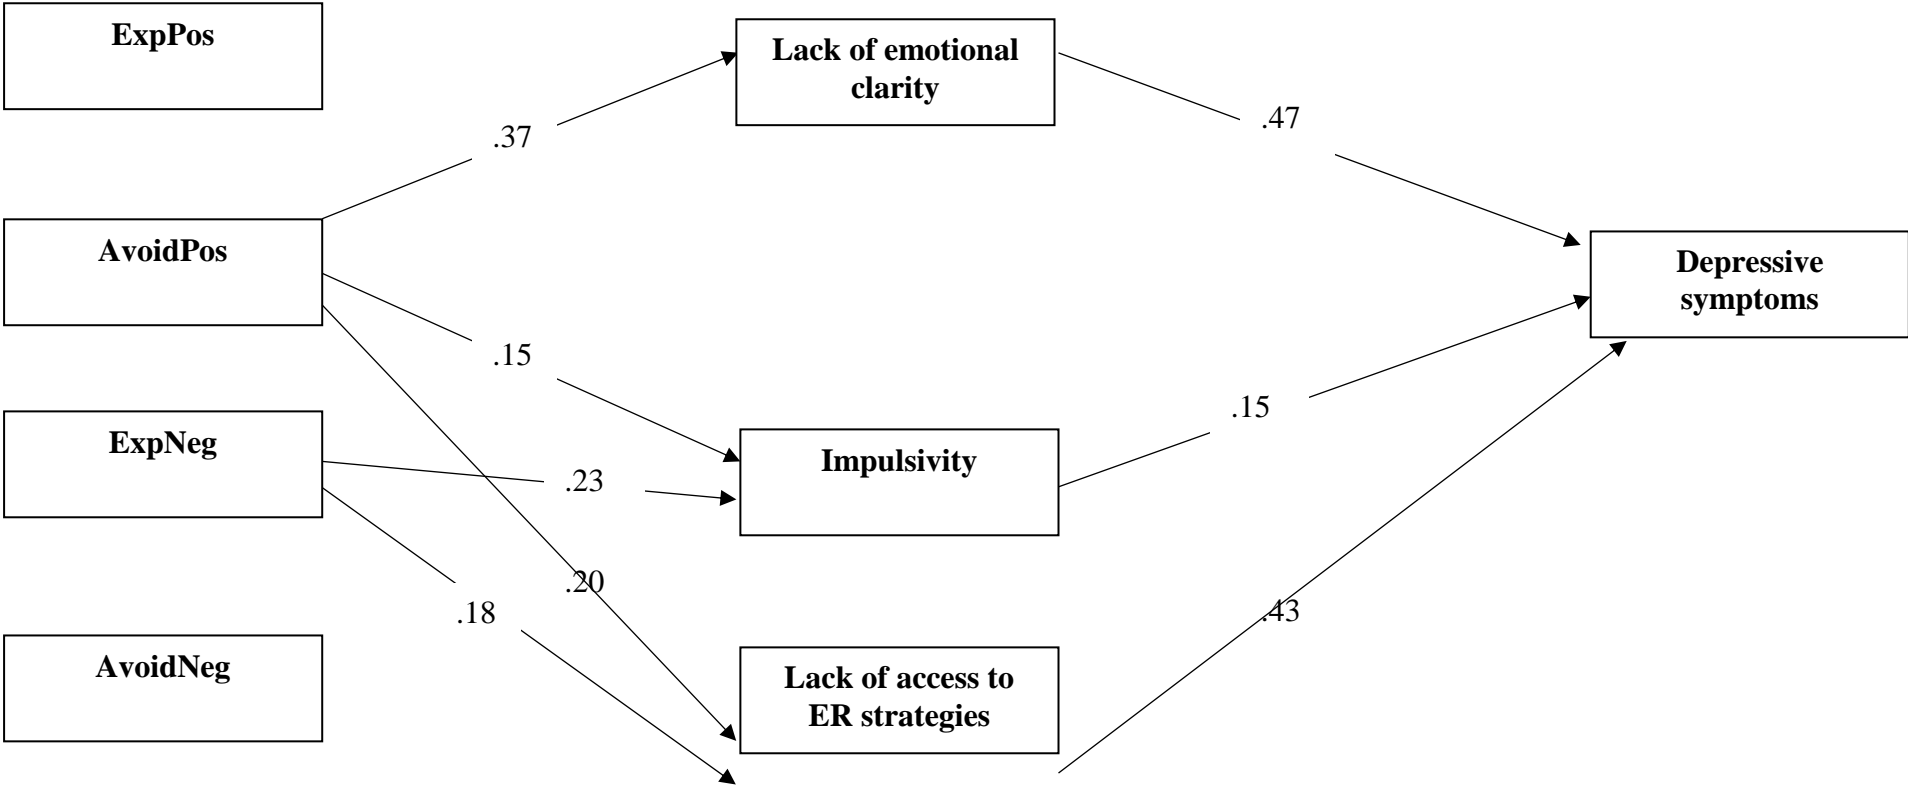 ExpPos
Lack of emotional
clarity
.37
.47
AvoidPos
Depressive
symptoms
.15
.15
ExpNeg
Impulsivity
.23
.20
.18
.43
AvoidNeg
Lack of access to
ER strategies